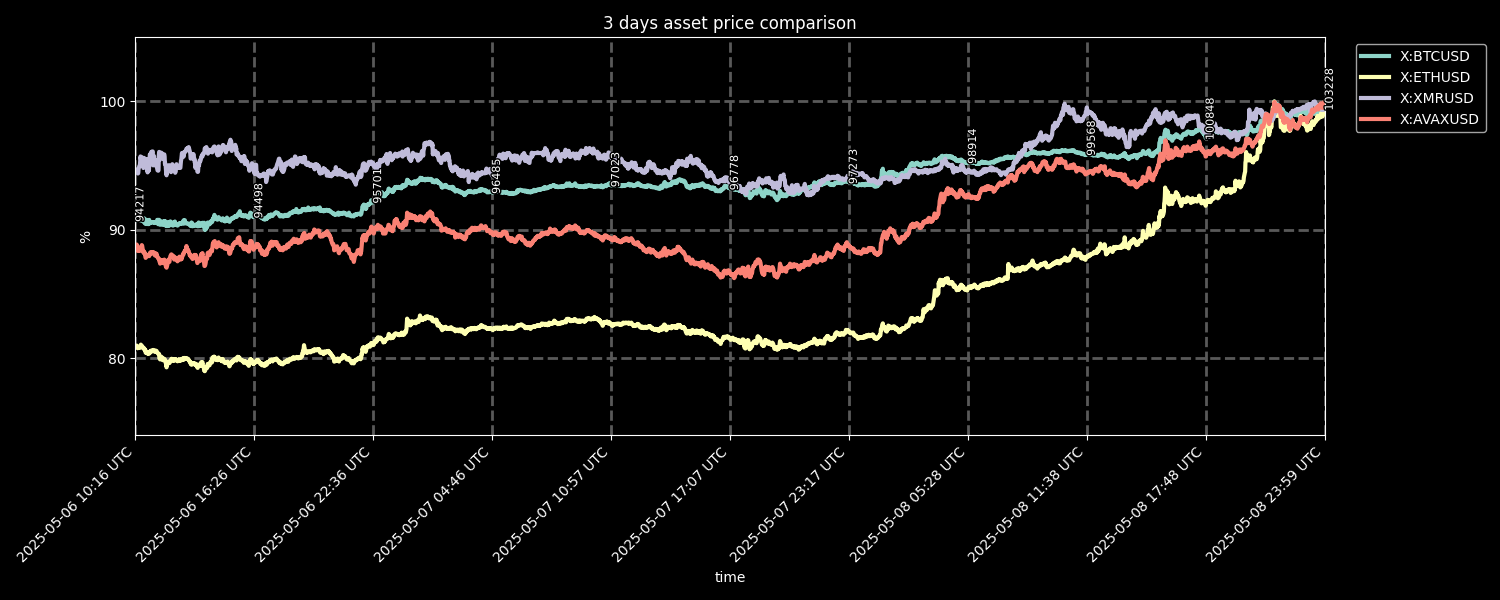 3 days asset price comparison
X:BTCUSD
X:ETHUSD
X:XMRUSD
X:AVAXUSD
%
100
90
80
94217
94498
95701
96485
97023
96778
97273
98914
99568
100848
103228
2025-05-06 10:16 UTC
2025-05-06 16:26 UTC
2025-05-06 22:36 UTC
2025-05-07 04:46 UTC
2025-05-07 10:57 UTC
2025-05-07 17:07 UTC
2025-05-07 23:17 UTC
2025-05-08 05:28 UTC
2025-05-08 11:38 UTC
2025-05-08 17:48 UTC
2025-05-08 23:59 UTC
time